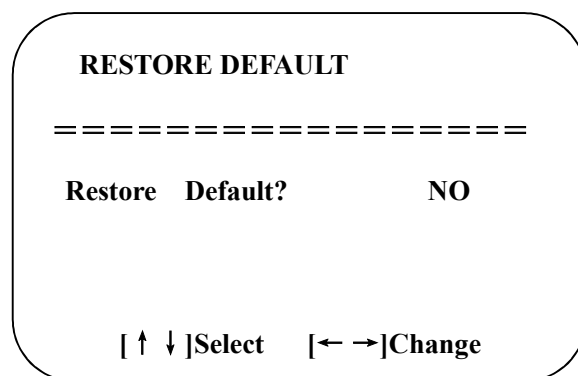 RESTORE DEFAULT
=================
Restore Default? NO
[↑ ↓]Select [← →]Change